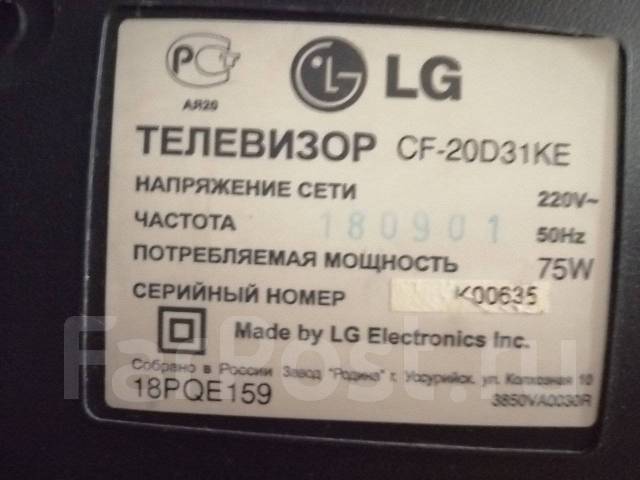 РС
АЯ20
LG
ТЕЛЕВИЗОР CF-20D31KE
НАПРЯЖЕНИЕ СЕТИ 220V~
ЧАСТОТА 180901 50Hz
ПОТРЕБЛЯЕМАЯ МОЩНОСТЬ 75W
СЕРИЙНЫЙ НОМЕР K00635
Made by LG Electronics Inc.
Собрано в России Завод "Родина" г. Уссурийск, ул. Колхозная 10
18PQE159 3850VA0030R
FarPost.ru